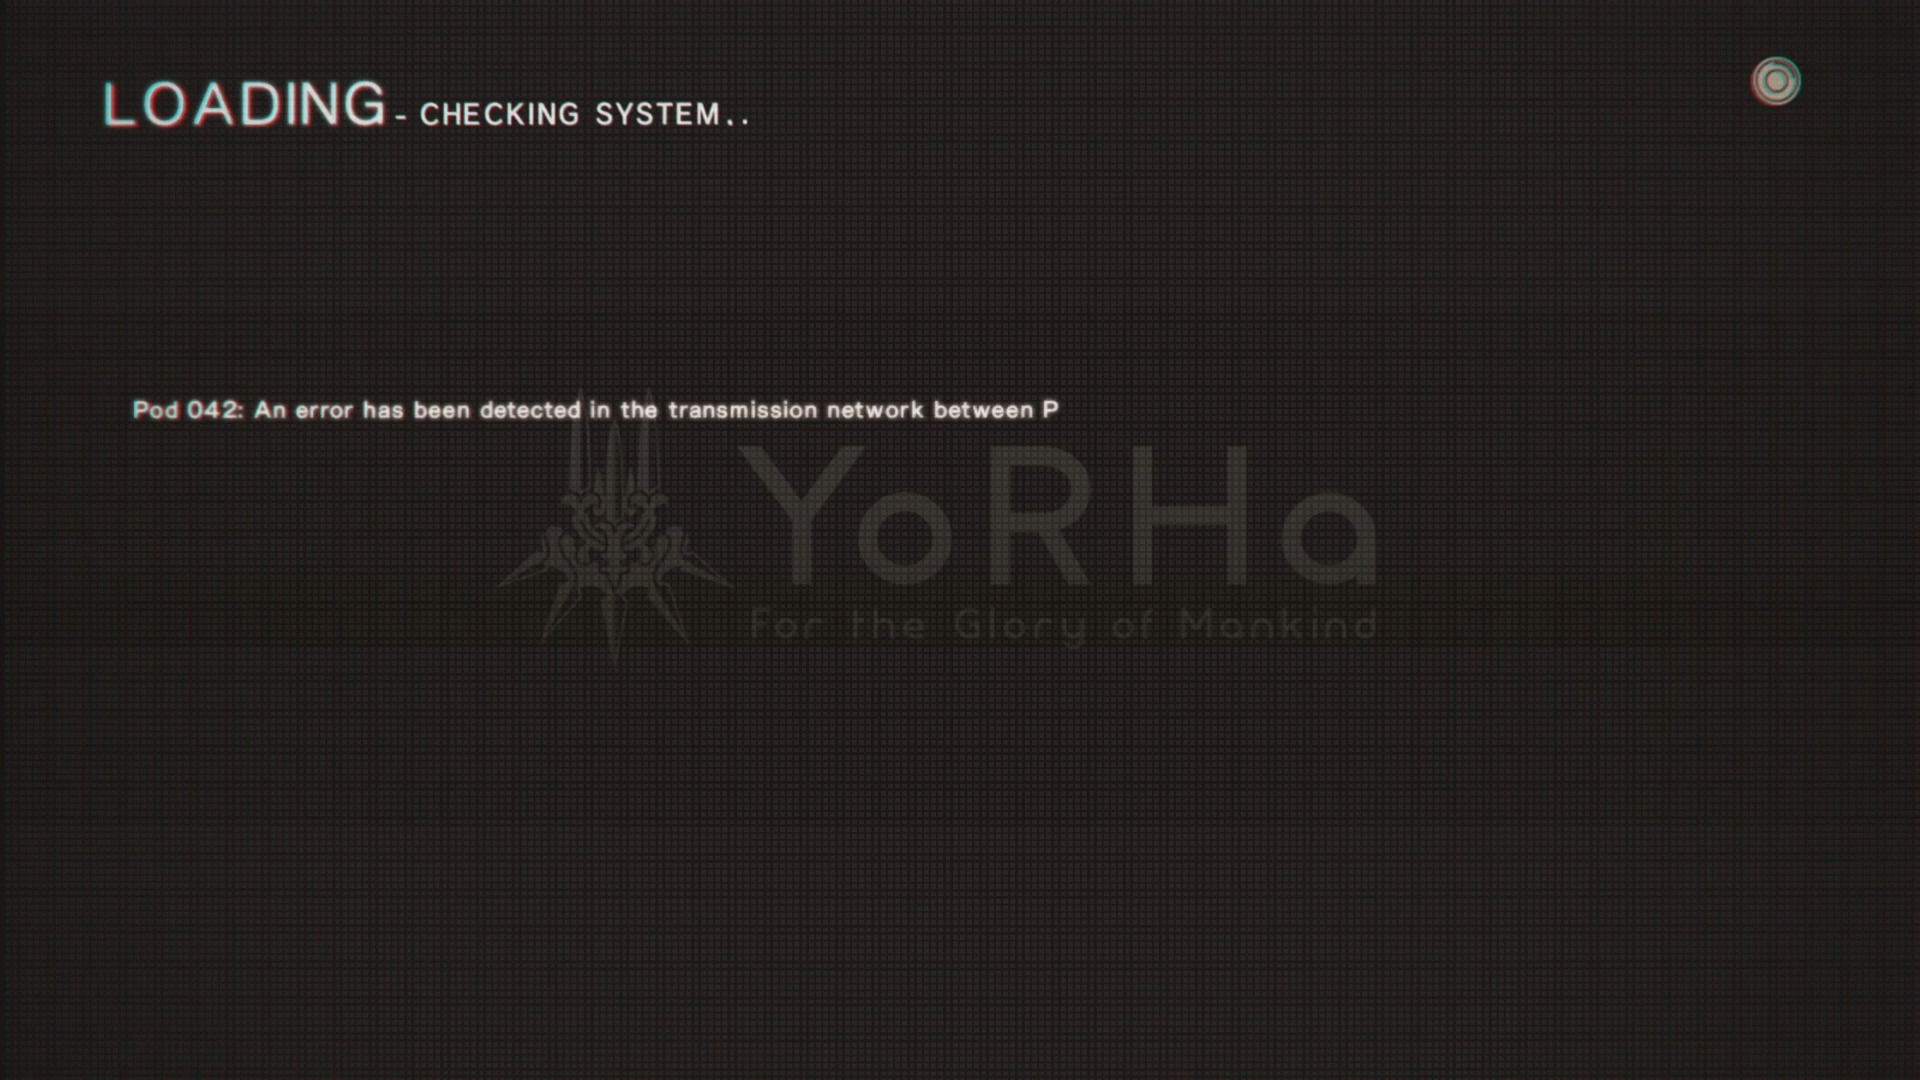 LOADING - CHECKING SYSTEM..
Pod 042: An error has been detected in the transmission network between P
YoRHa
For the Glory of Mankind